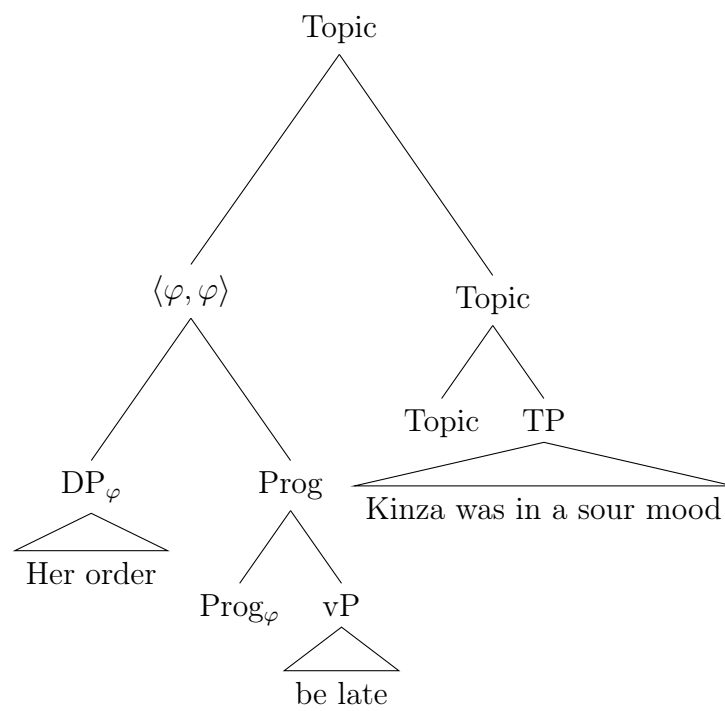 Topic
⟨φ, φ⟩ Topic
Topic TP
DPφ Prog Kinza was in a sour mood
Her order
Progφ vP
be late